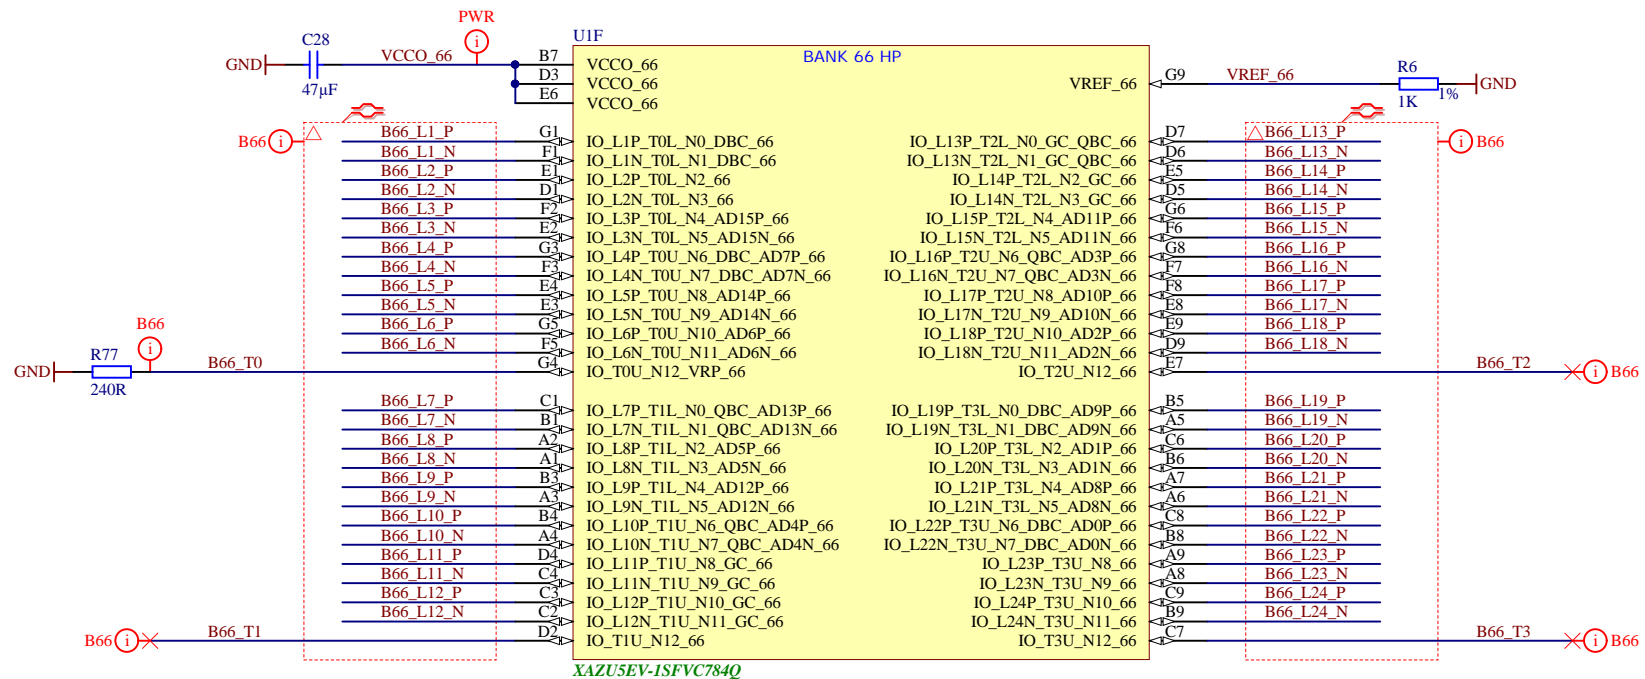 PWR
U1F
BANK 66 HP
C28
GND
47µF
VCCO_66
B7 VCCO_66
D3 VCCO_66
E6 VCCO_66
VREF_66 G9 VREF_66
R6
1K
1%
GND
B66
B66_L1_P G1 IO_L1P_T0L_N0_DBC_66
B66_L1_N F1 IO_L1N_T0L_N1_DBC_66
B66_L2_P E1 IO_L2P_T0L_N2_66
B66_L2_N D1 IO_L2N_T0L_N3_66
B66_L3_P F2 IO_L3P_T0L_N4_AD15P_66
B66_L3_N E2 IO_L3N_T0L_N5_AD15N_66
B66_L4_P G3 IO_L4P_T0U_N6_DBC_AD7P_66
B66_L4_N F3 IO_L4N_T0U_N7_DBC_AD7N_66
B66_L5_P E4 IO_L5P_T0U_N8_AD14P_66
B66_L5_N E3 IO_L5N_T0U_N9_AD14N_66
B66_L6_P G5 IO_L6P_T0U_N10_AD6P_66
B66_L6_N F5 IO_L6N_T0U_N11_AD6N_66
B66
R77
GND
240R
B66_T0 G4 IO_T0U_N12_VRP_66
B66_L7_P C1 IO_L7P_T1L_N0_QBC_AD13P_66
B66_L7_N B1 IO_L7N_T1L_N1_QBC_AD13N_66
B66_L8_P A2 IO_L8P_T1L_N2_AD5P_66
B66_L8_N A1 IO_L8N_T1L_N3_AD5N_66
B66_L9_P B3 IO_L9P_T1L_N4_AD12P_66
B66_L9_N A3 IO_L9N_T1L_N5_AD12N_66
B66_L10_P B4 IO_L10P_T1U_N6_QBC_AD4P_66
B66_L10_N A4 IO_L10N_T1U_N7_QBC_AD4N_66
B66_L11_P D4 IO_L11P_T1U_N8_GC_66
B66_L11_N C4 IO_L11N_T1U_N9_GC_66
B66_L12_P C3 IO_L12P_T1U_N10_GC_66
B66_L12_N C2 IO_L12N_T1U_N11_GC_66
B66 B66_T1 D2 IO_T1U_N12_66
IO_L13P_T2L_N0_GC_QBC_66 D7 B66_L13_P
B66
IO_L13N_T2L_N1_GC_QBC_66 D6 B66_L13_N
IO_L14P_T2L_N2_GC_66 E5 B66_L14_P
IO_L14N_T2L_N3_GC_66 D5 B66_L14_N
IO_L15P_T2L_N4_AD11P_66 G6 B66_L15_P
IO_L15N_T2L_N5_AD11N_66 F6 B66_L15_N
IO_L16P_T2U_N6_QBC_AD3P_66 G8 B66_L16_P
IO_L16N_T2U_N7_QBC_AD3N_66 F7 B66_L16_N
IO_L17P_T2U_N8_AD10P_66 F8 B66_L17_P
IO_L17N_T2U_N9_AD10N_66 E8 B66_L17_N
IO_L18P_T2U_N10_AD2P_66 E9 B66_L18_P
IO_L18N_T2U_N11_AD2N_66 D9 B66_L18_N
IO_T2U_N12_66 E7 B66_T2 B66
IO_L19P_T3L_N0_DBC_AD9P_66 B5 B66_L19_P
IO_L19N_T3L_N1_DBC_AD9N_66 A5 B66_L19_N
IO_L20P_T3L_N2_AD1P_66 C6 B66_L20_P
IO_L20N_T3L_N3_AD1N_66 B6 B66_L20_N
IO_L21P_T3L_N4_AD8P_66 A7 B66_L21_P
IO_L21N_T3L_N5_AD8N_66 A6 B66_L21_N
IO_L22P_T3U_N6_DBC_AD0P_66 C8 B66_L22_P
IO_L22N_T3U_N7_DBC_AD0N_66 B8 B66_L22_N
IO_L23P_T3U_N8_66 A9 B66_L23_P
IO_L23N_T3U_N9_66 A8 B66_L23_N
IO_L24P_T3U_N10_66 C9 B66_L24_P
IO_L24N_T3U_N11_66 B9 B66_L24_N
IO_T3U_N12_66 C7 B66_T3 B66
XAZU5EV-1SFVC784Q